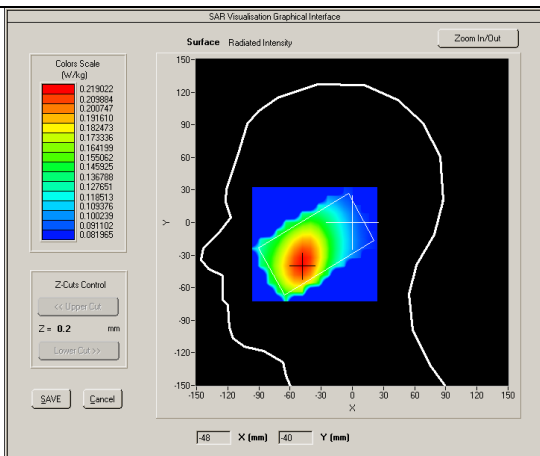 SAR Visualisation Graphical Interface
Surface Radiated Intensity
Zoom In/Out
Colors Scale
(W/kg)
0.219022
0.209884
0.200747
0.191610
0.182473
0.173336
0.164199
0.155062
0.145925
0.136788
0.127651
0.118513
0.109376
0.100239
0.091102
0.081965
Z-Cuts Control
<< Upper Cut
Z = 0.2 mm
Lower Cut >>
SAVE Cancel
150
120
90
60
30
0
-30
-60
-90
-120
-150
Y
-150 -120 -90 -60 -30 0 30 60 90 120 150
X
-48 X (mm) -40 Y (mm)